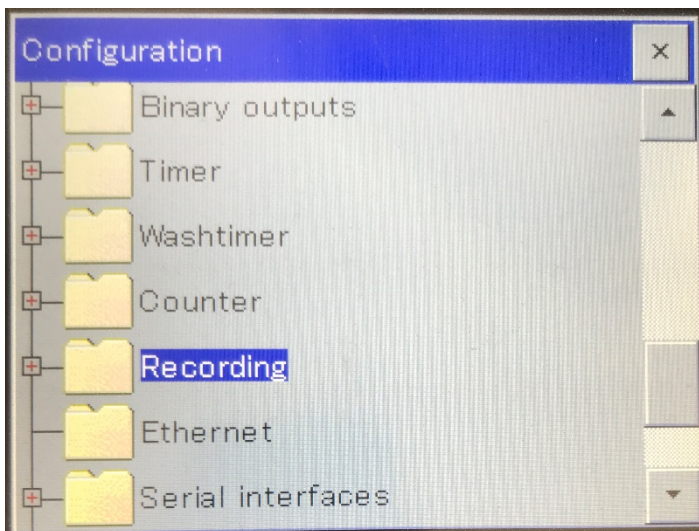 Configuration
Binary outputs
Timer
Washtimer
Counter
Recording
Ethernet
Serial interfaces